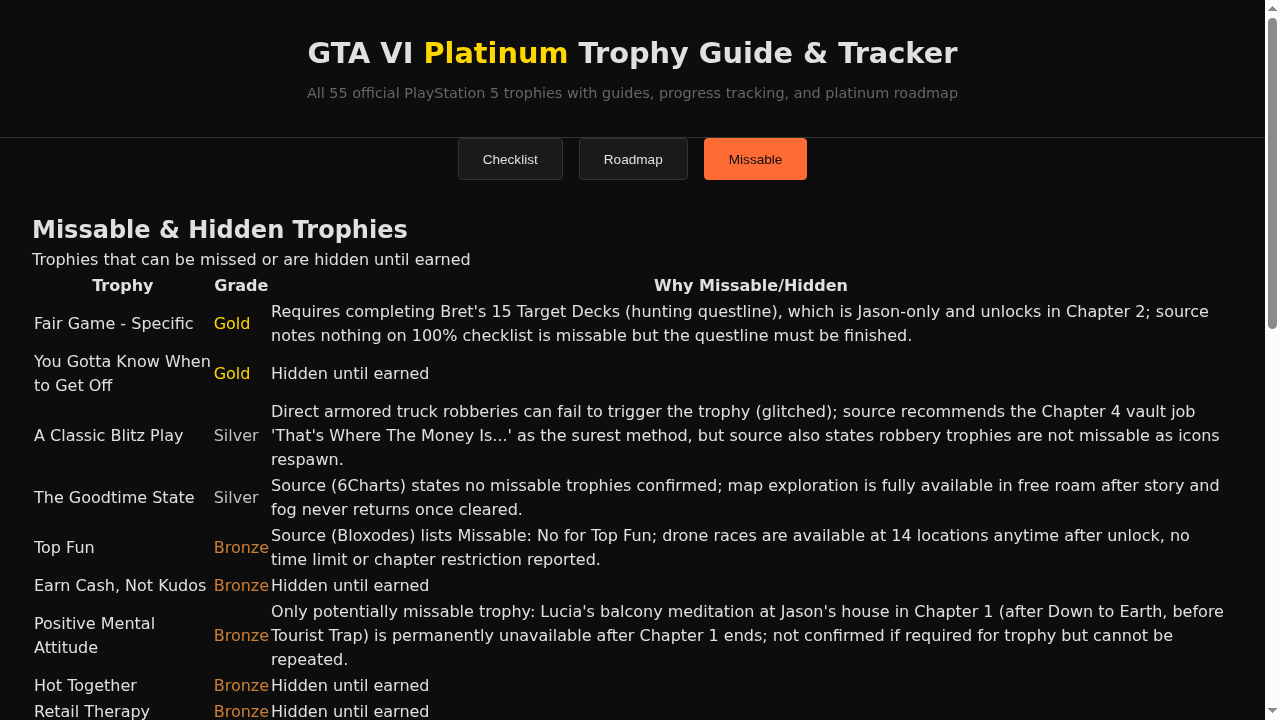 GTA VI Platinum Trophy Guide & Tracker
All 55 official PlayStation 5 trophies with guides, progress tracking, and platinum roadmap
Checklist Roadmap Missable
Missable & Hidden Trophies
Trophies that can be missed or are hidden until earned
Trophy Grade Why Missable/Hidden
Fair Game - Specific Gold Requires completing Bret's 15 Target Decks (hunting questline), which is Jason-only and unlocks in Chapter 2; source
notes nothing on 100% checklist is missable but the questline must be finished.
You Gotta Know When
to Get Off Gold Hidden until earned
A Classic Blitz Play Silver Direct armored truck robberies can fail to trigger the trophy (glitched); source recommends the Chapter 4 vault job
'That's Where The Money Is...' as the surest method, but source also states robbery trophies are not missable as icons
respawn.
The Goodtime State Silver Source (6Charts) states no missable trophies confirmed; map exploration is fully available in free roam after story and
fog never returns once cleared.
Top Fun Bronze Source (Bloxodes) lists Missable: No for Top Fun; drone races are available at 14 locations anytime after unlock, no
time limit or chapter restriction reported.
Earn Cash, Not Kudos Bronze Hidden until earned
Positive Mental
Attitude Bronze Only potentially missable trophy: Lucia's balcony meditation at Jason's house in Chapter 1 (after Down to Earth, before
Tourist Trap) is permanently unavailable after Chapter 1 ends; not confirmed if required for trophy but cannot be
repeated.
Hot Together Bronze Hidden until earned
Retail Therapy Bronze Hidden until earned